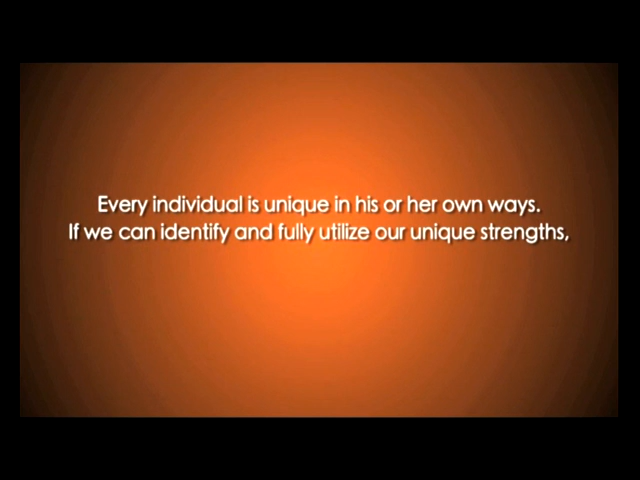 Every individual is unique in his or her own ways.
If we can identify and fully utilize our unique strengths,